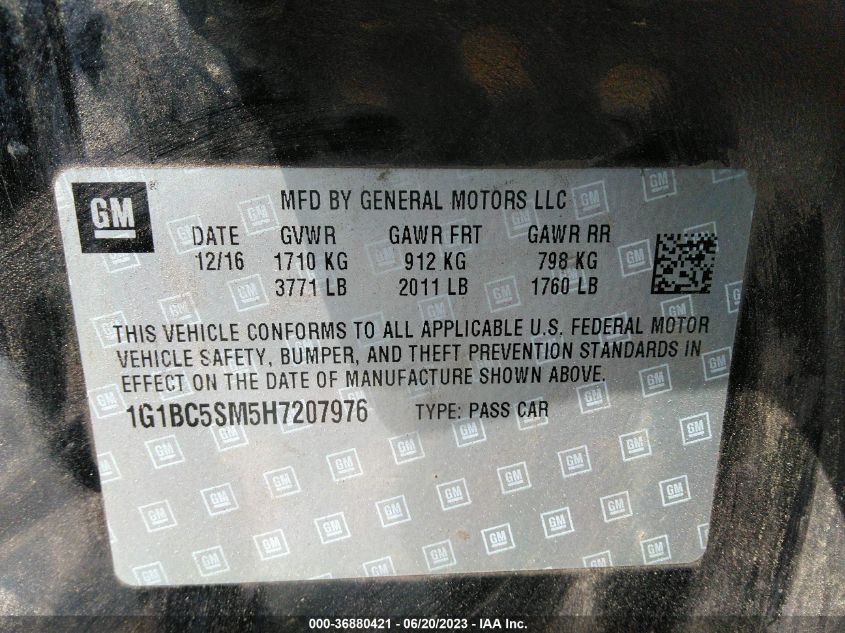 GM
MFD BY GENERAL MOTORS LLC
DATE GVWR GAWR FRT GAWR RR
12/16 1710 KG 912 KG 798 KG
3771 LB 2011 LB 1760 LB
THIS VEHICLE CONFORMS TO ALL APPLICABLE U.S. FEDERAL MOTOR
VEHICLE SAFETY, BUMPER, AND THEFT PREVENTION STANDARDS IN
EFFECT ON THE DATE OF MANUFACTURE SHOWN ABOVE.
1G1BC5SM5H7207976 TYPE: PASS CAR
000-36880421 - 06/20/2023 - IAA Inc.